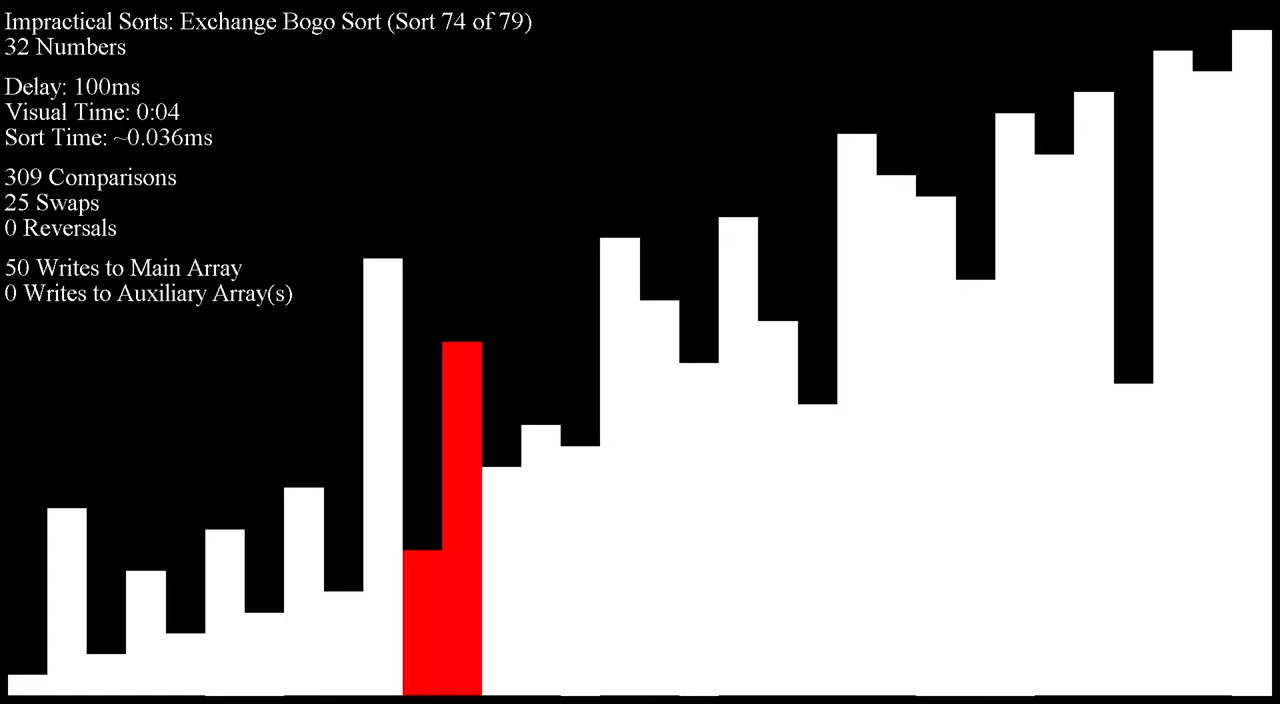 Impractical Sorts: Exchange Bogo Sort (Sort 74 of 79)
32 Numbers
Delay: 100ms
Visual Time: 0:04
Sort Time: ~0.036ms
309 Comparisons
25 Swaps
0 Reversals
50 Writes to Main Array
0 Writes to Auxiliary Array(s)